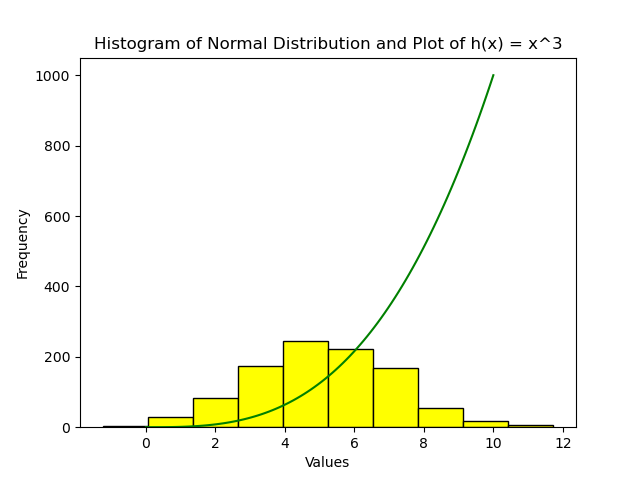 Histogram of Normal Distribution and Plot of h(x) = x^3
1000
800
600
400
200
0
Frequency
0 2 4 6 8 10 12
Values